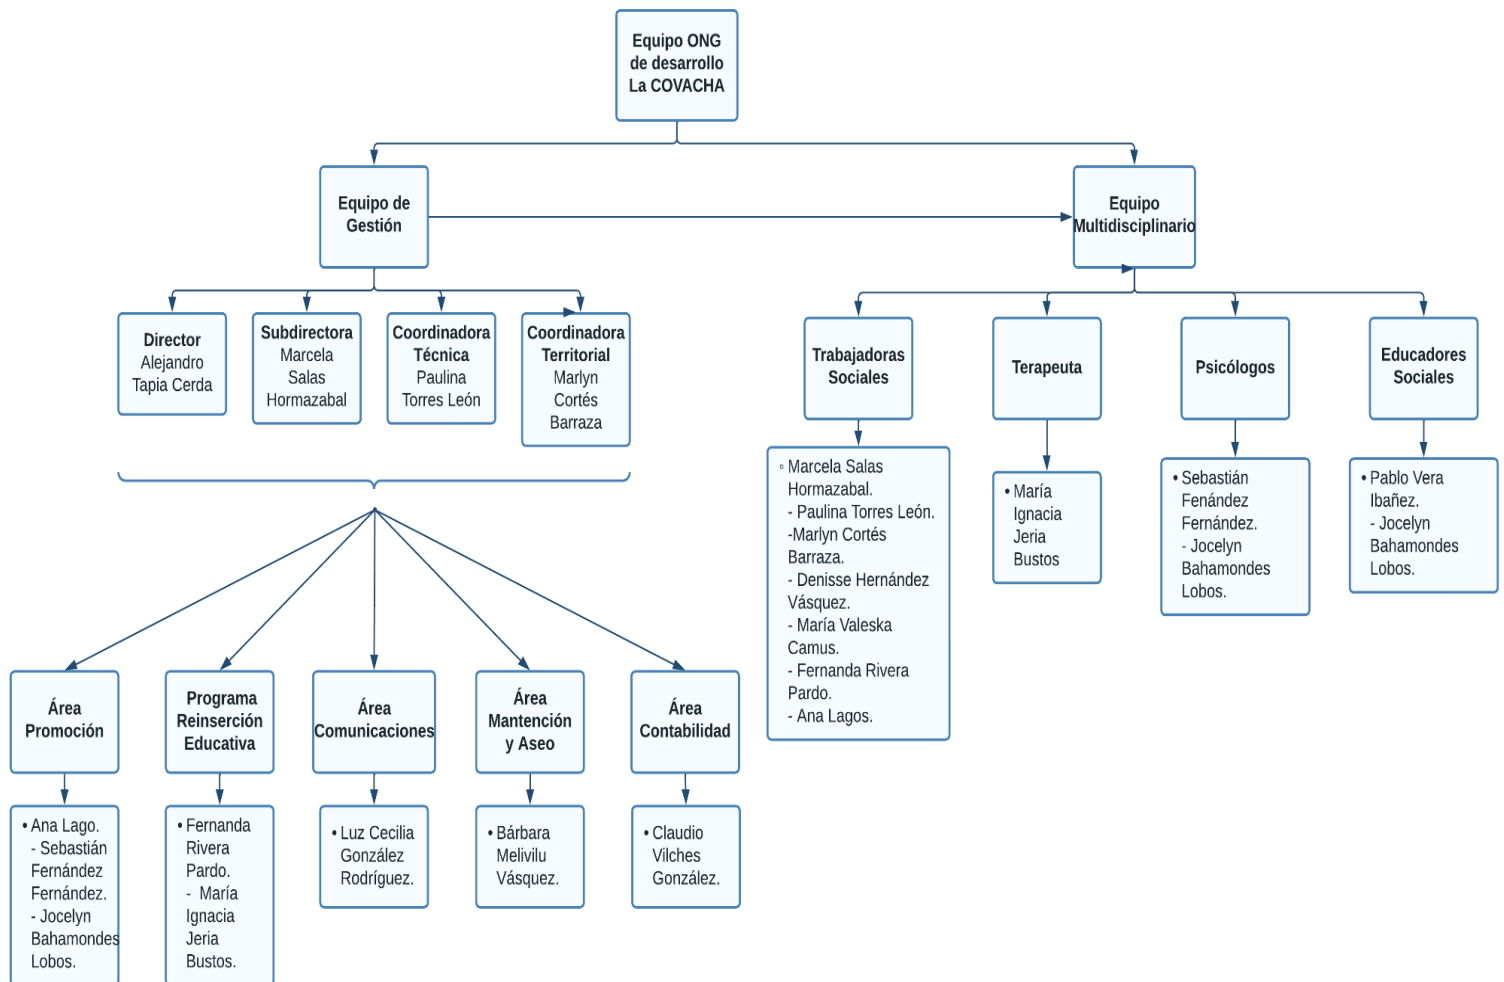 Equipo ONG
de desarrollo
La COVACHA
Equipo de
Gestión
Equipo
Multidisciplinario
Director
Alejandro
Tapia Cerda
Subdirectora
Marcela
Salas
Hormazabal
Coordinadora
Técnica
Paulina
Torres León
Coordinadora
Territorial
Marlyn
Cortés
Barraza
Trabajadoras
Sociales
Terapeuta
Psicólogos
Educadores
Sociales
◦ Marcela Salas
Hormazabal.
- Paulina Torres León.
-Marlyn Cortés
Barraza.
- Denisse Hernández
Vásquez.
- María Valeska
Camus.
- Fernanda Rivera
Pardo.
- Ana Lagos.
• María
Ignacia
Jeria
Bustos
• Sebastián
Fenández
Fernández.
- Jocelyn
Bahamondes
Lobos.
• Pablo Vera
Ibañez.
- Jocelyn
Bahamondes
Lobos.
Área
Promoción
Programa
Reinserción
Educativa
Área
Comunicaciones
Área
Mantención
y Aseo
Área
Contabilidad
• Ana Lago.
- Sebastián
Fernández
Fernández.
- Jocelyn
Bahamondes
Lobos.
• Fernanda
Rivera
Pardo.
- María
Ignacia
Jeria
Bustos.
• Luz Cecilia
González
Rodríguez.
• Bárbara
Melivilu
Vásquez.
• Claudio
Vilches
González.